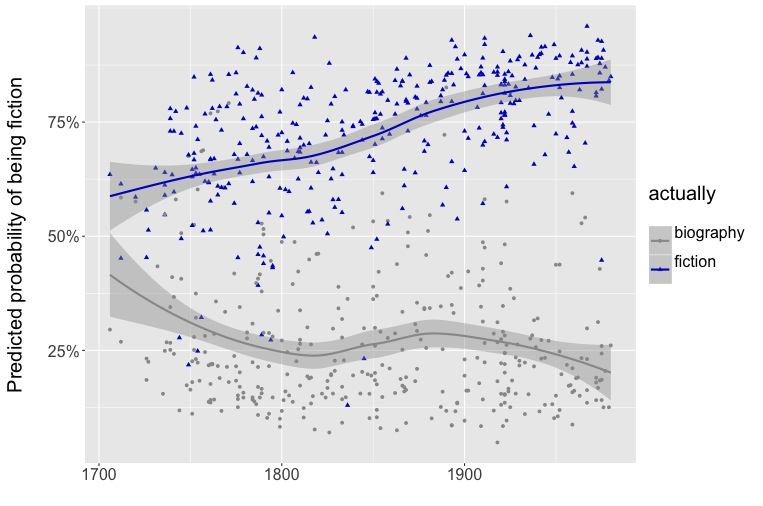 Predicted probability of being fiction
75%
50%
25%
1700
1800
1900
actually
biography
fiction